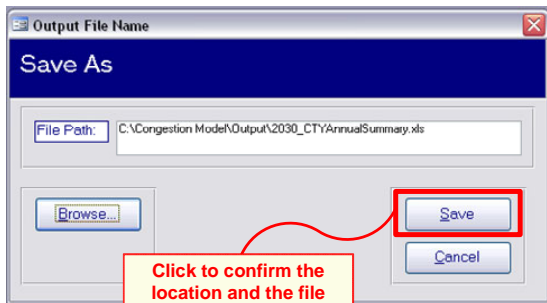 Output File Name
Save As
File Path: C:\Congestion Model\Output\2030_CTYAnnualSummary.xls
Browse... Save
Cancel
Click to confirm the
location and the file